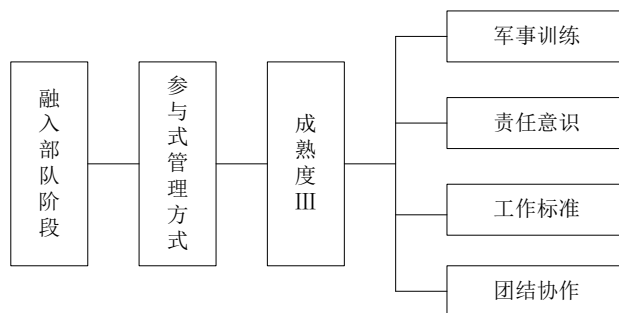 融入部队阶段
参与式管理方式
成熟度Ⅲ
军事训练
责任意识
工作标准
团结协作